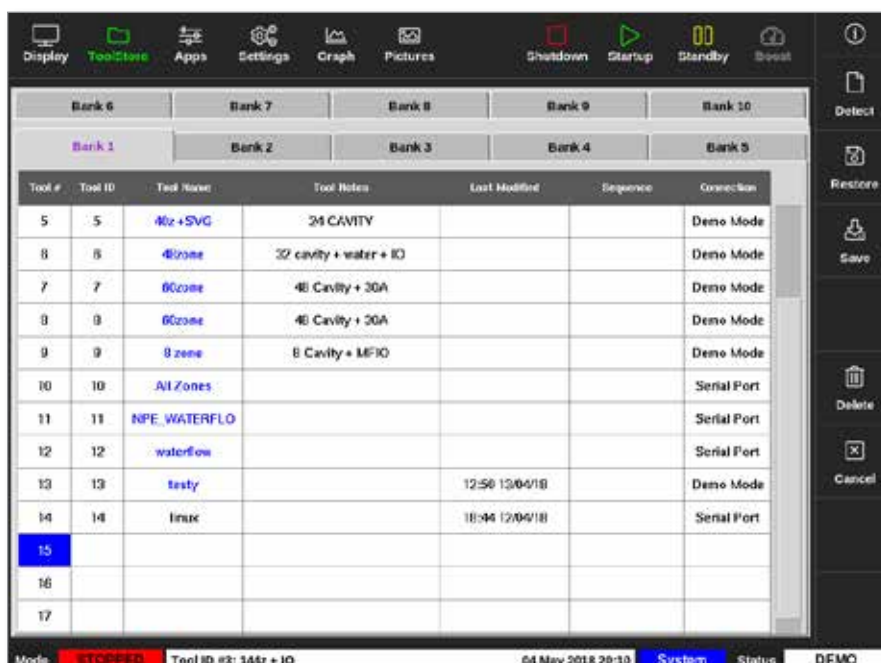 Display ToolStore Apps Settings Graph Pictures Shutdown Startup Standby Boost
Detect
Restore
Save
Delete
Cancel
Bank 6 Bank 7 Bank 8 Bank 9 Bank 10
Bank 1 Bank 2 Bank 3 Bank 4 Bank 5
Tool # Tool ID Tool Name Tool Notes Last Modified Sequence Connection
5 5 40z +SVG 24 CAVITY Demo Mode
6 6 48zone 32 cavity + water + IO Demo Mode
7 7 60zone 48 Cavity + 30A Demo Mode
8 8 60zone 48 Cavity + 30A Demo Mode
9 9 8 zone 8 Cavity + MFIO Demo Mode
10 10 All Zones Serial Port
11 11 NPE_WATERFLO Serial Port
12 12 waterflow Serial Port
13 13 testy 12:50 13/04/18 Demo Mode
14 14 linux 18:44 12/04/18 Serial Port
15
16
17
Mode STOPPED Tool ID #3: 144z + IO 04 May 2018 20:10 System Status DEMO